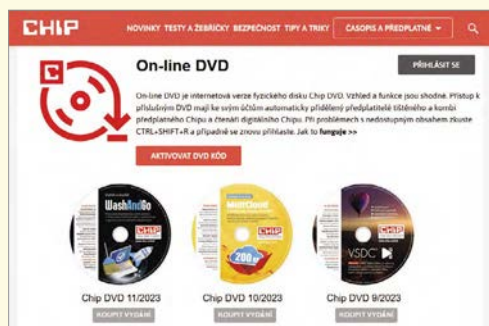 CHIP
NOVINKY TESTY A ŽEBŘÍČKY BEZPEČNOST TIPY A TRIKY ČASOPIS A PŘEDPLATNÉ
On-line DVD
PŘIHLÁSIT SE
On-line DVD je internetová verze fyzického disku Chip DVD. Vzhled a funkce jsou shodné. Přístup k
příslušným DVD mají ke svým účtům automaticky přidělený předplatitelé tištěného a kombi
předplatného Chipu a čtenáři digitálního Chipu. Při problémech s nedostupným obsahem zkuste
CTRL+SHIFT+R a případně se znovu přihlaste. Jak to funguje >>
AKTIVOVAT DVD KÓD
WashAndGo
CHIP
200
CHIP
VSDC
CHIP
Chip DVD 11/2023
Chip DVD 10/2023
Chip DVD 9/2023
KOUPIT VYDÁNÍ
KOUPIT VYDÁNÍ
KOUPIT VYDÁNÍ